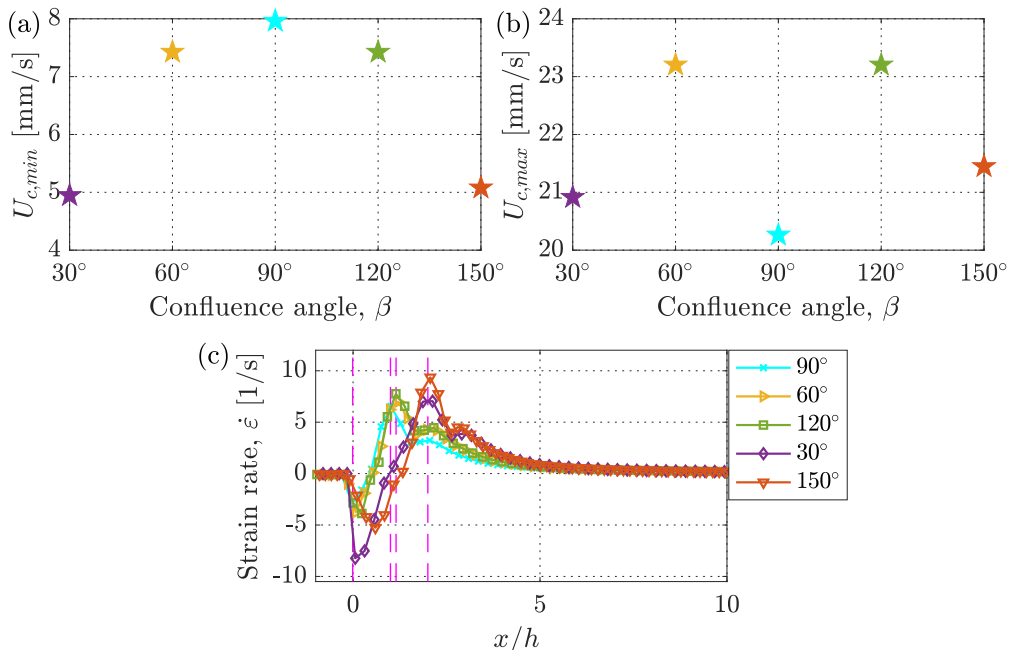 (a)
8
7
6
5
4
U_{c,min} [mm/s]
30° 60° 90° 120° 150°
Confluence angle, β
(b)
24
23
22
21
20
U_{c,max} [mm/s]
30° 60° 90° 120° 150°
Confluence angle, β
(c)
10
5
0
-5
-10
Strain rate, ε̇ [1/s]
0 5 10
x/h
90°
60°
120°
30°
150°